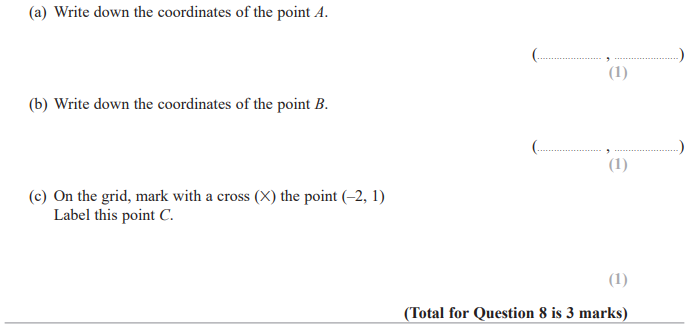 (a) Write down the coordinates of the point A.
(.........................., ..........................)
(1)
(b) Write down the coordinates of the point B.
(.........................., ..........................)
(1)
(c) On the grid, mark with a cross (×) the point (–2, 1)
Label this point C.
(1)
(Total for Question 8 is 3 marks)